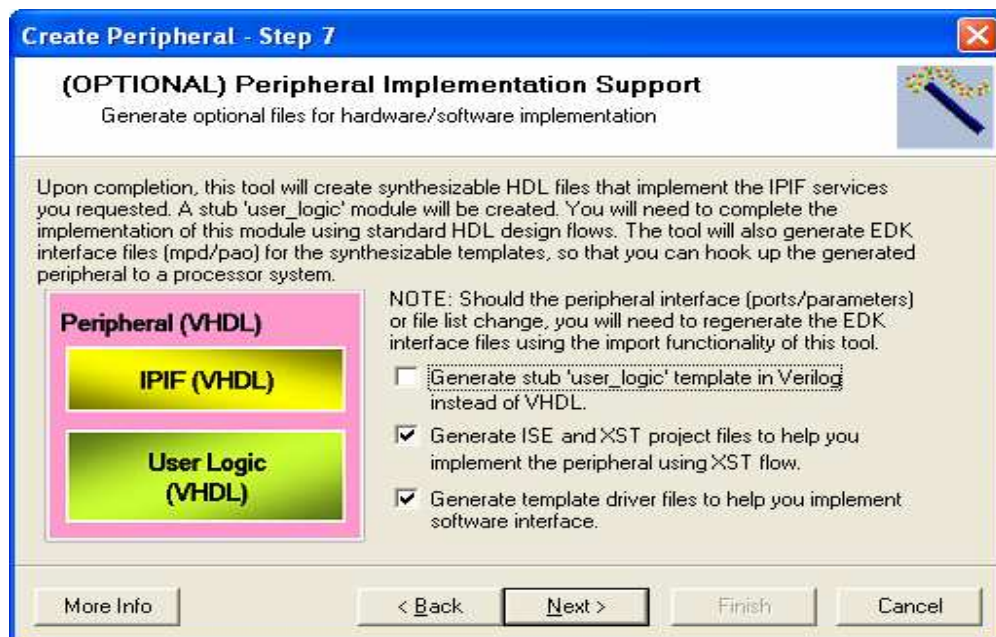 Create Peripheral - Step 7
(OPTIONAL) Peripheral Implementation Support
Generate optional files for hardware/software implementation
Upon completion, this tool will create synthesizable HDL files that implement the IPIF services
you requested. A stub 'user_logic' module will be created. You will need to complete the
implementation of this module using standard HDL design flows. The tool will also generate EDK
interface files (mpd/pao) for the synthesizable templates, so that you can hook up the generated
peripheral to a processor system.
Peripheral (VHDL)
IPIF (VHDL)
User Logic
(VHDL)
NOTE: Should the peripheral interface (ports/parameters)
or file list change, you will need to regenerate the EDK
interface files using the import functionality of this tool.
Generate stub 'user_logic' template in Verilog
instead of VHDL.
Generate ISE and XST project files to help you
implement the peripheral using XST flow.
Generate template driver files to help you implement
software interface.
More Info
< Back
Next >
Finish
Cancel